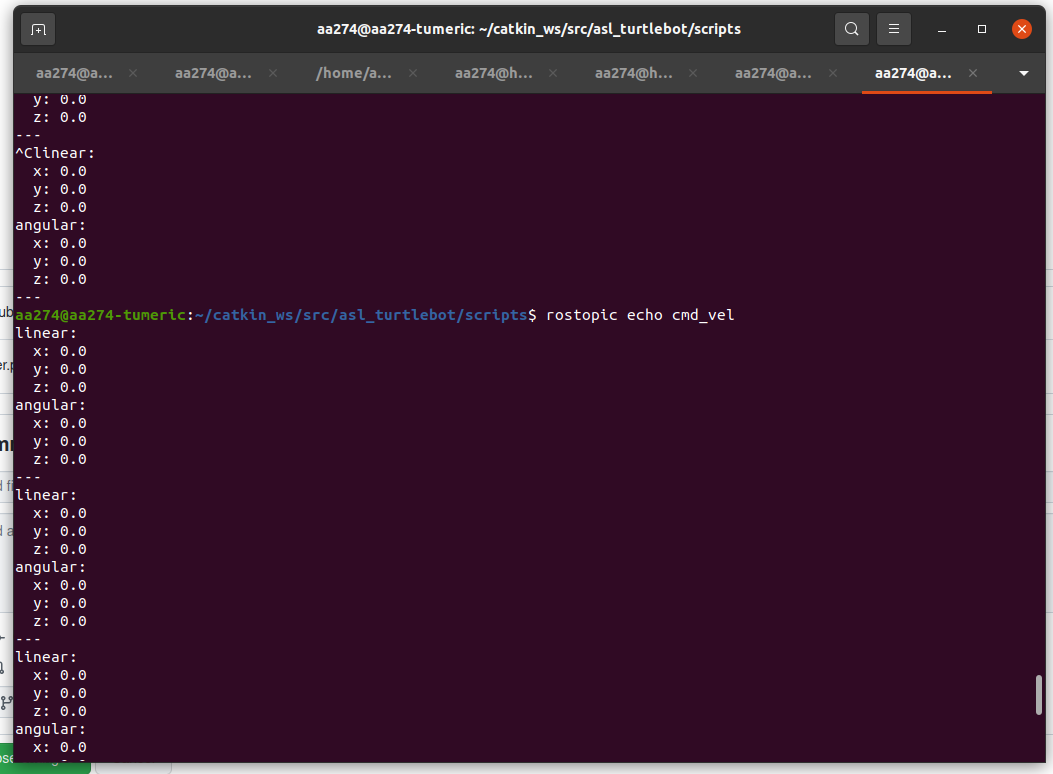 aa274@aa274-tumeric: ~/catkin_ws/src/asl_turtlebot/scripts
aa274@a... × aa274@a... × /home/a... × aa274@h... × aa274@h... × aa274@a... × aa274@a... ×
y: 0.0
z: 0.0
---
^Clinear:
x: 0.0
y: 0.0
z: 0.0
angular:
x: 0.0
y: 0.0
z: 0.0
---
aa274@aa274-tumeric:~/catkin_ws/src/asl_turtlebot/scripts$ rostopic echo cmd_vel
linear:
x: 0.0
y: 0.0
z: 0.0
angular:
x: 0.0
y: 0.0
z: 0.0
---
linear:
x: 0.0
y: 0.0
z: 0.0
angular:
x: 0.0
y: 0.0
z: 0.0
---
linear:
x: 0.0
y: 0.0
z: 0.0
angular:
x: 0.0